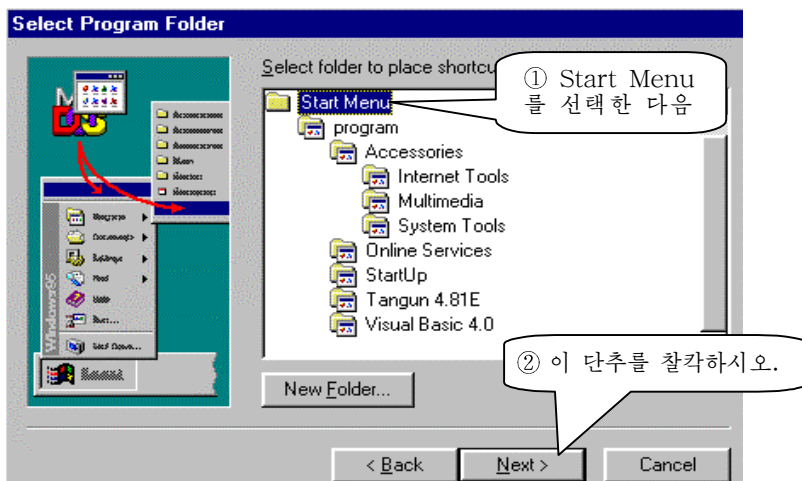 Select Program Folder
Select folder to place shortcu
① Start Menu
를 선택한 다음
Start Menu
program
Accessories
Internet Tools
Multimedia
System Tools
Online Services
StartUp
Tangun 4.81E
Visual Basic 4.0
Windows95
② 이 단추를 찰칵하시오.
New Folder...
< Back
Next >
Cancel